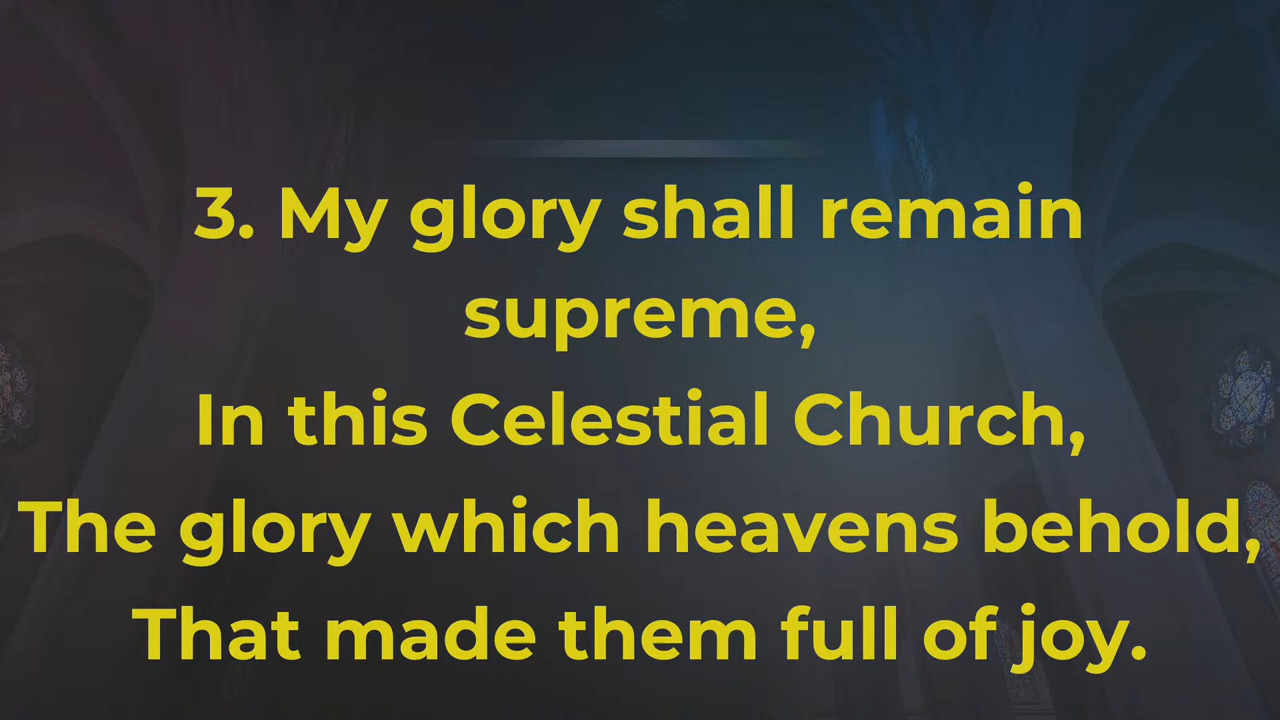 3. My glory shall remain
supreme,
In this Celestial Church,
The glory which heavens behold,
That made them full of joy.